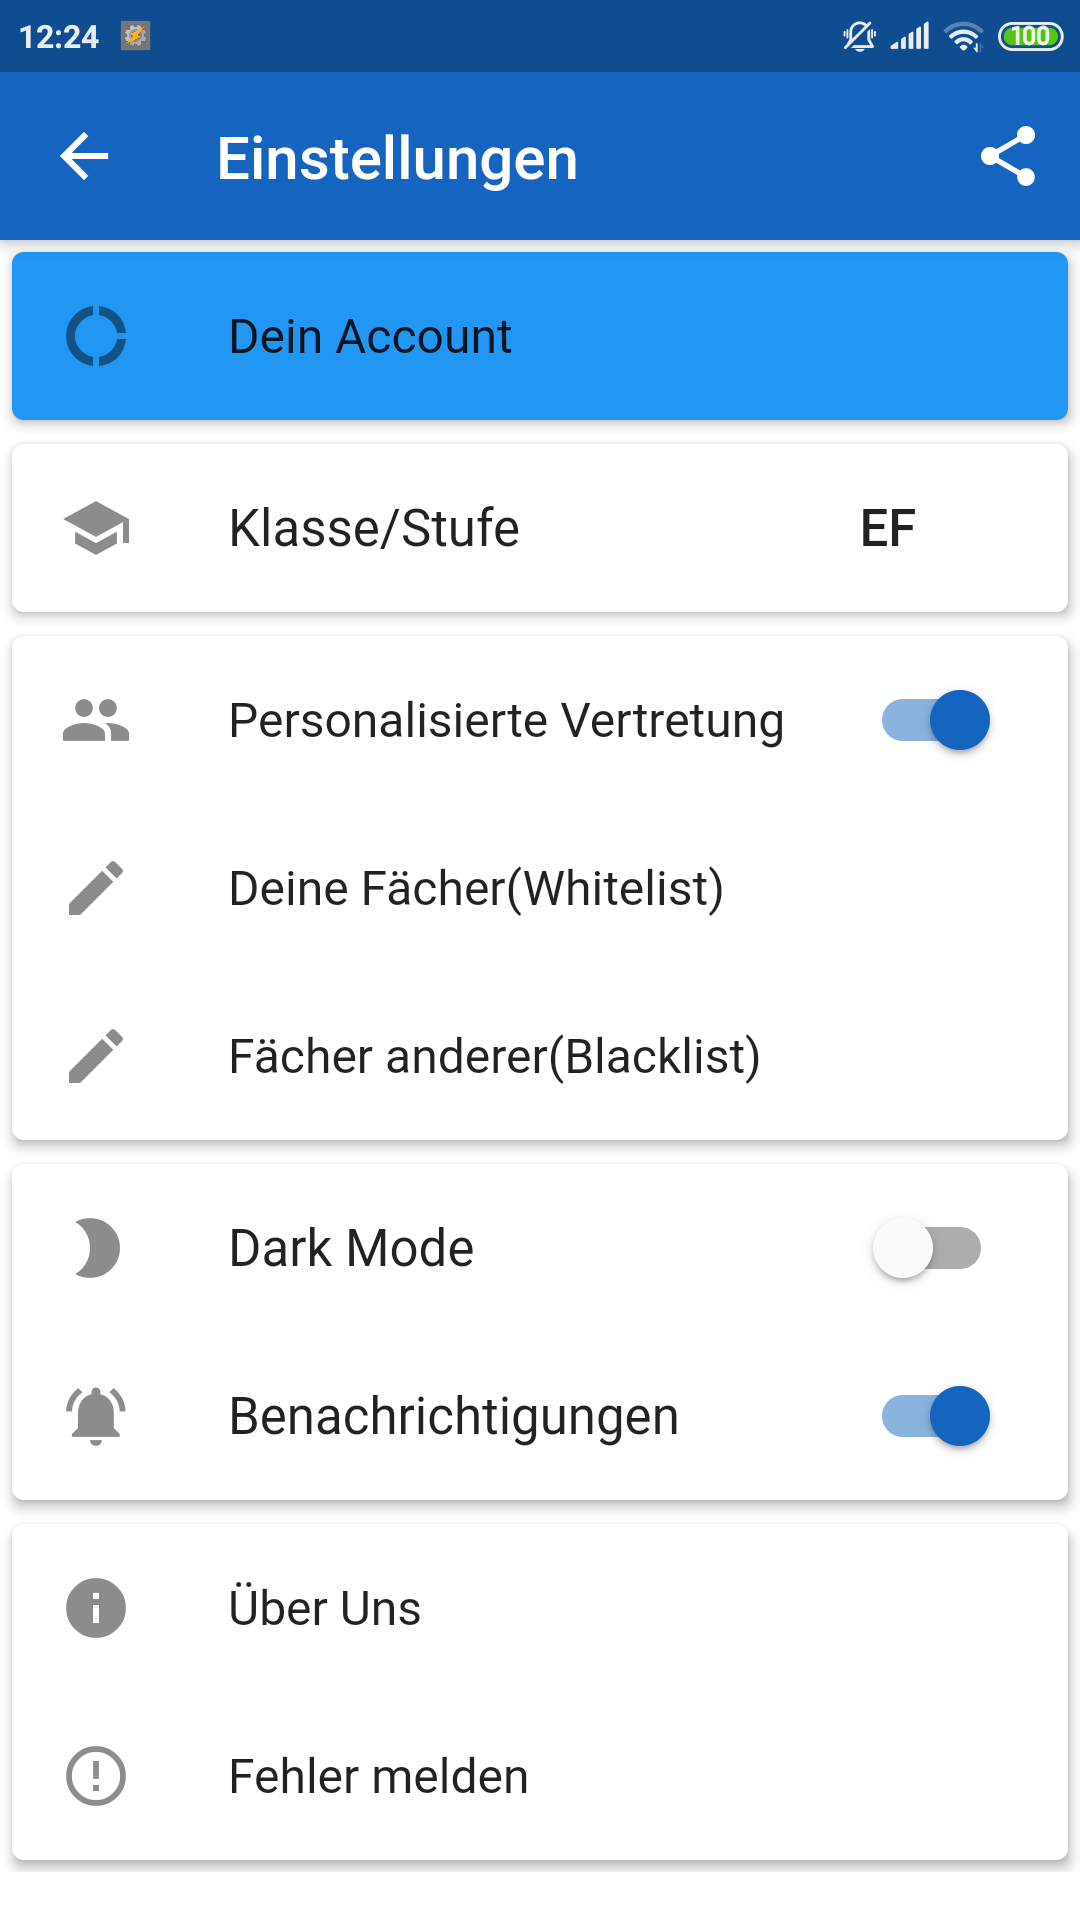 12:24
100
Einstellungen
Dein Account
Klasse/Stufe EF
Personalisierte Vertretung
Deine Fächer(Whitelist)
Fächer anderer(Blacklist)
Dark Mode
Benachrichtigungen
Über Uns
Fehler melden